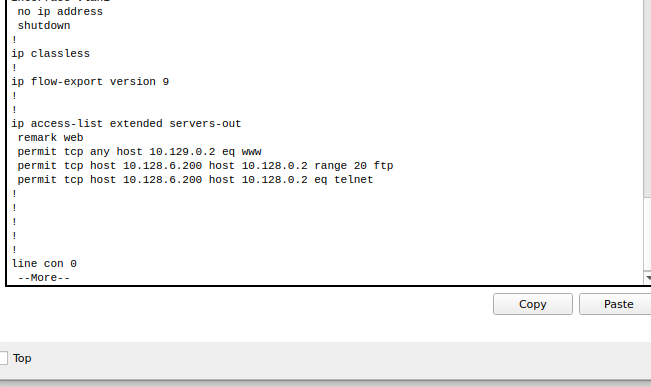 no ip address
shutdown
!
ip classless
!
ip flow-export version 9
!
!
ip access-list extended servers-out
remark web
permit tcp any host 10.129.0.2 eq www
permit tcp host 10.128.6.200 host 10.128.0.2 range 20 ftp
permit tcp host 10.128.6.200 host 10.128.0.2 eq telnet
!
!
!
!
!
line con 0
--More--
Copy
Paste
Top